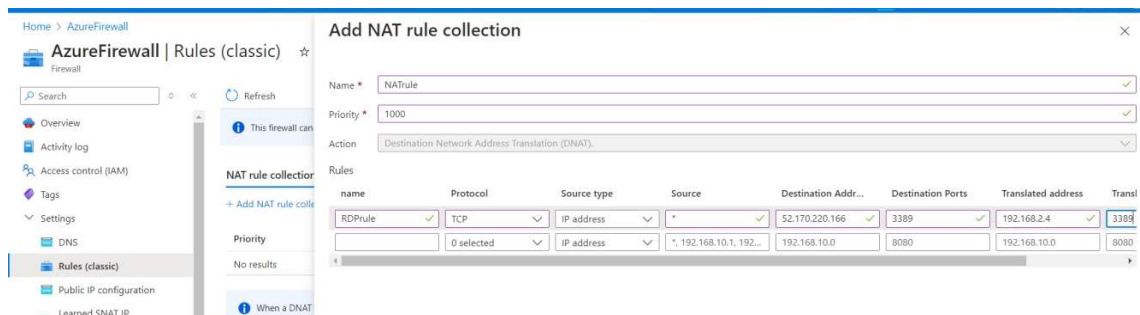 Home > AzureFirewall
AzureFirewall | Rules (classic)
Firewall
Search
Overview
Activity log
Access control (IAM)
Tags
Settings
DNS
Rules (classic)
Public IP configuration
Learned SNAT IP
Refresh
This firewall can
NAT rule collection
+ Add NAT rule colle
Priority
No results
When a DNAT
Add NAT rule collection
Name * NATrule
Priority * 1000
Action Destination Network Address Translation (DNAT).
Rules
name Protocol Source type Source Destination Addr... Destination Ports Translated address Transl
RDPrule TCP IP address * 52.170.220.166 3389 192.168.2.4 3389
0 selected IP address *, 192.168.10.1, 192... 192.168.10.0 8080 192.168.10.0 8080